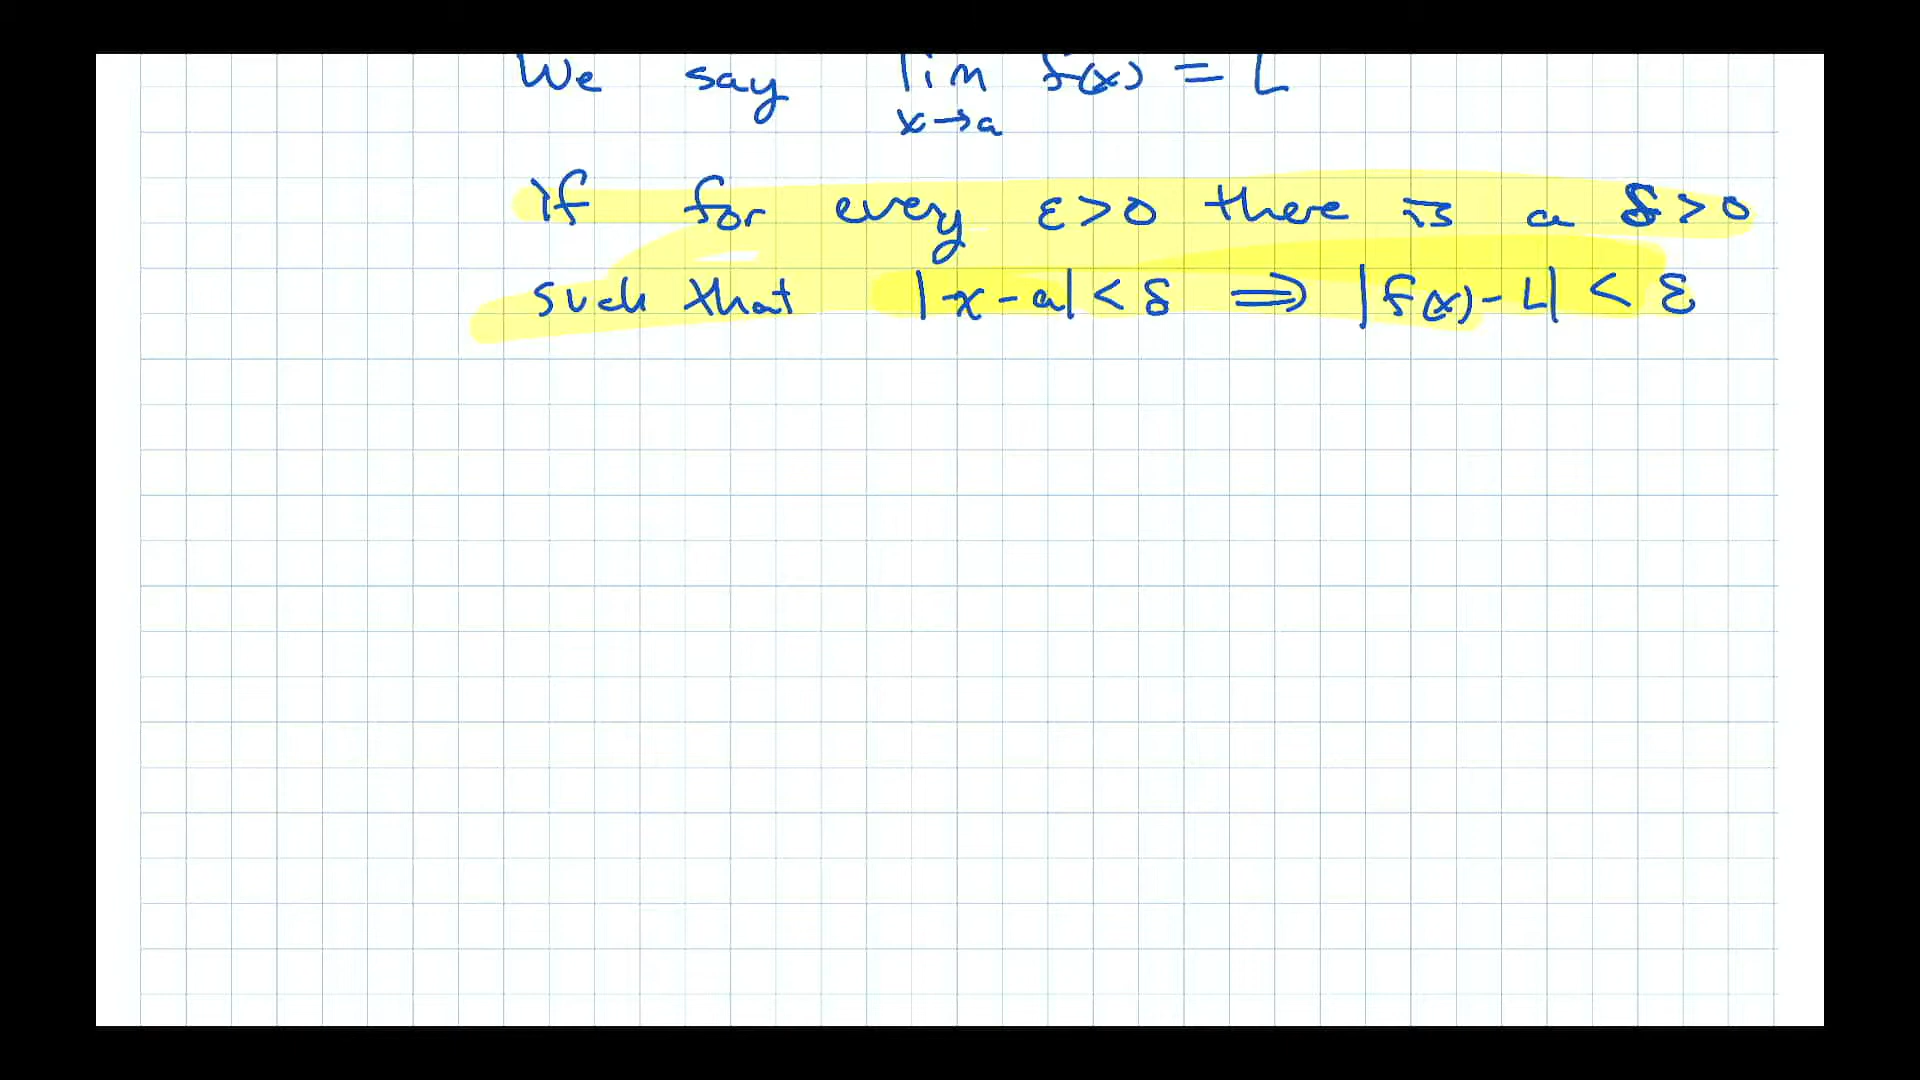 We say lim f(x) = L
x→a
if for every ε>0 there is a δ>0
such that |x-a|<δ ⟹ |f(x)-L| < ε